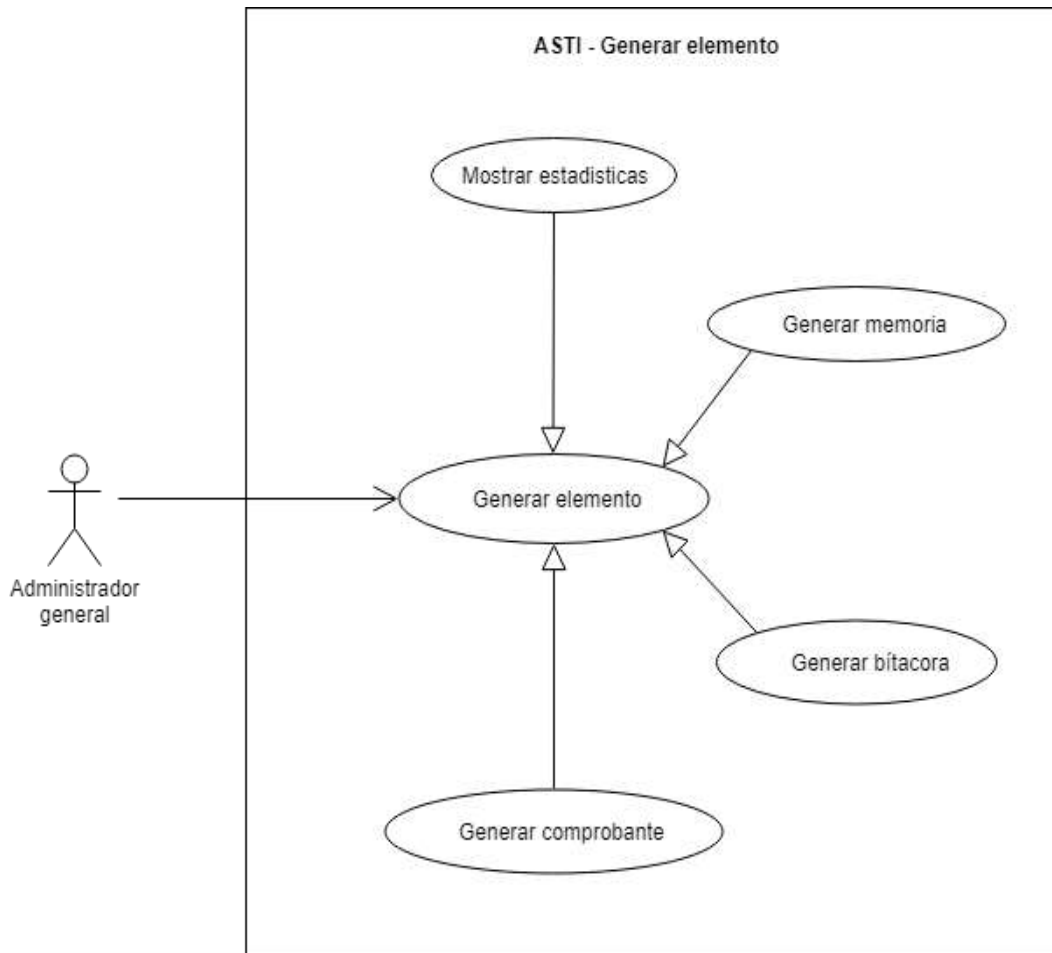 ASTI - Generar elemento
Mostrar estadisticas
Generar memoria
Generar elemento
Administrador
general
Generar bítacora
Generar comprobante